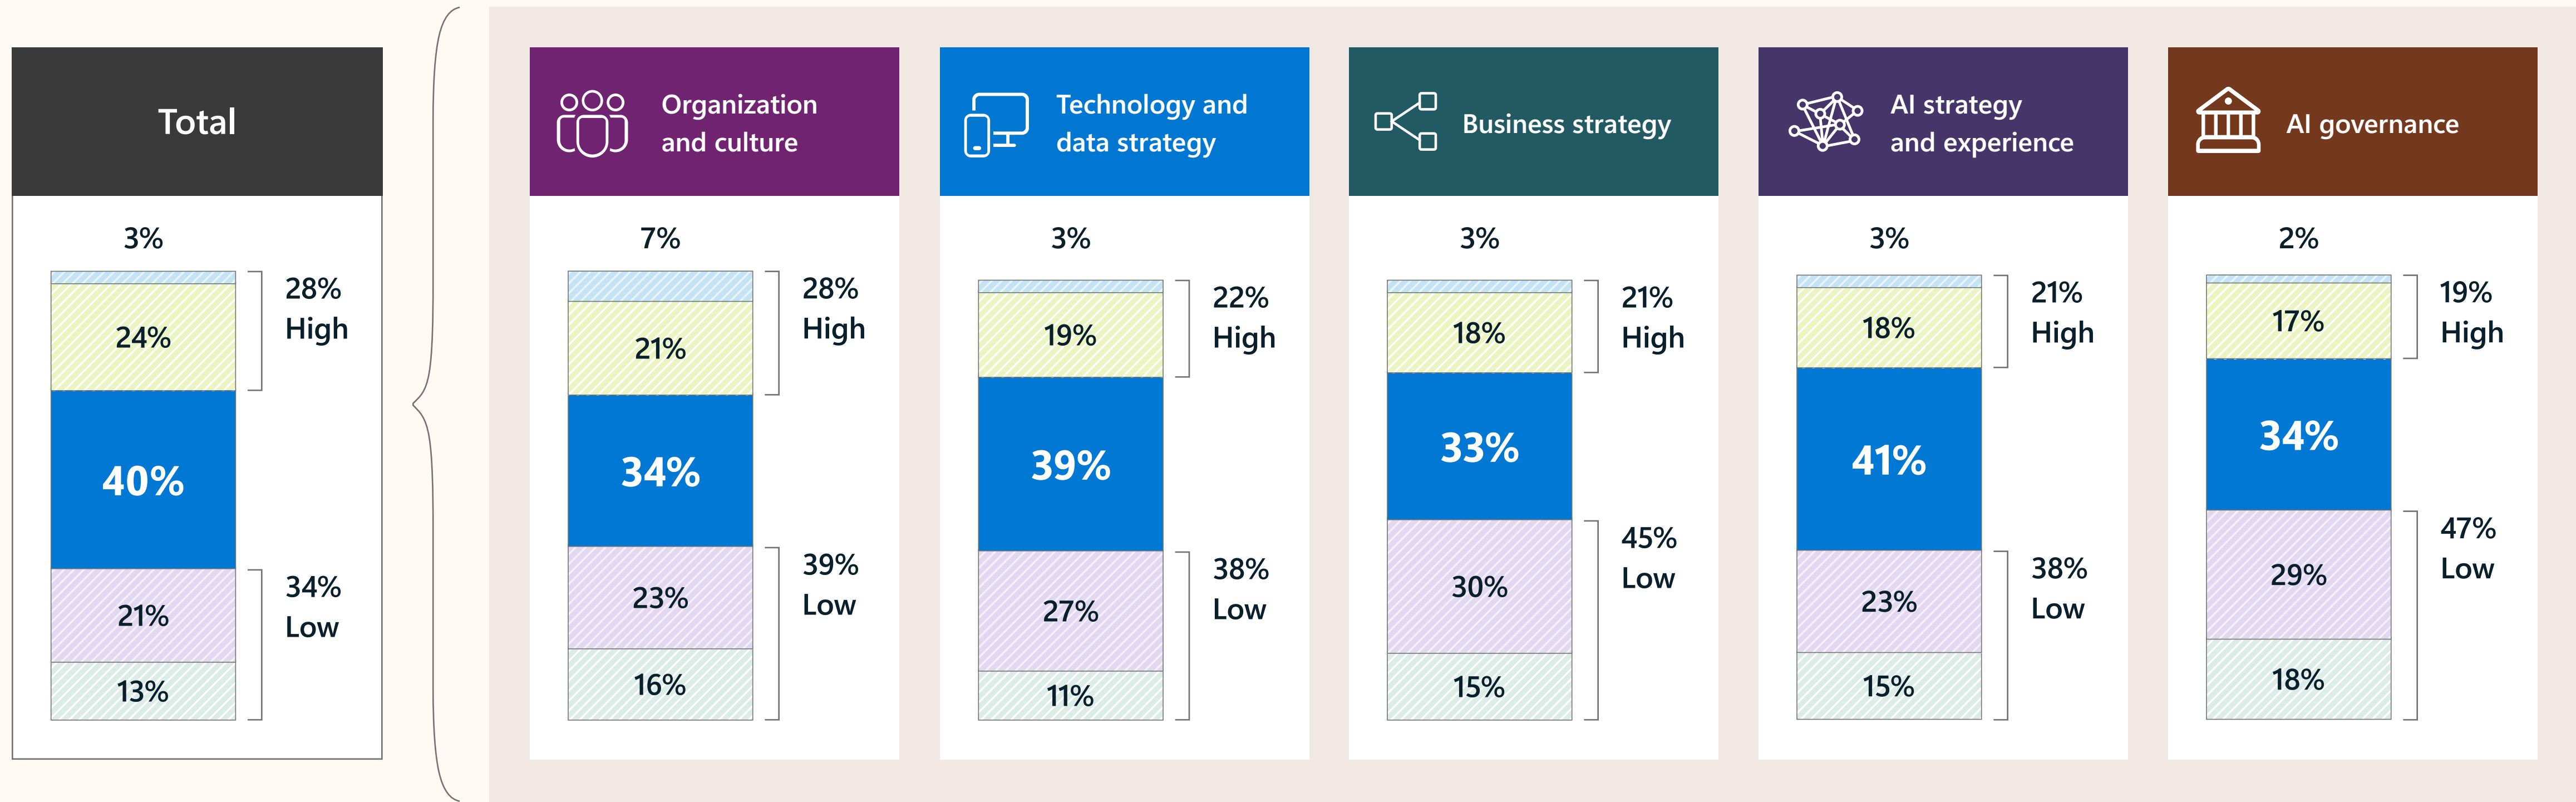 Total
3%
24%
40%
21%
13%
28%
High
34%
Low
Organization
and culture
7%
21%
34%
23%
16%
28%
High
39%
Low
Technology and
data strategy
3%
19%
39%
27%
11%
22%
High
38%
Low
Business strategy
3%
18%
33%
30%
15%
21%
High
45%
Low
AI strategy
and experience
3%
18%
41%
23%
15%
21%
High
38%
Low
AI governance
2%
17%
34%
29%
18%
19%
High
47%
Low